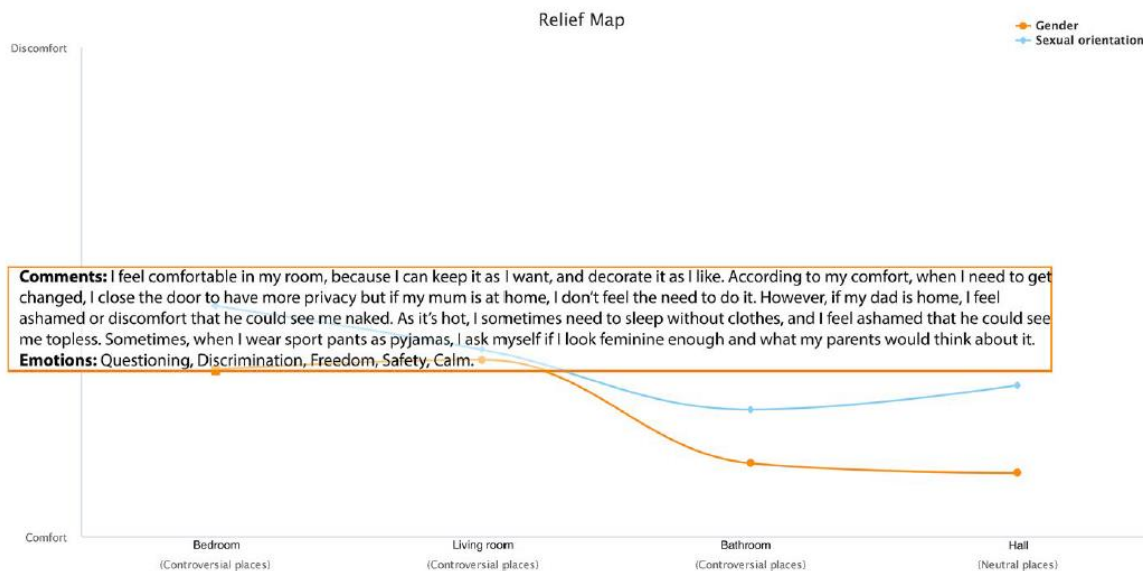 Relief Map
Gender
Sexual orientation
Discomfort
Comments: I feel comfortable in my room, because I can keep it as I want, and decorate it as I like. According to my comfort, when I need to get
changed, I close the door to have more privacy but if my mum is at home, I don't feel the need to do it. However, if my dad is home, I feel
ashamed or discomfort that he could see me naked. As it's hot, I sometimes need to sleep without clothes, and I feel ashamed that he could see
me topless. Sometimes, when I wear sport pants as pyjamas, I ask myself if I look feminine enough and what my parents would think about it.
Emotions: Questioning, Discrimination, Freedom, Safety, Calm.
Comfort
Bedroom Living room Bathroom Hall
(Controversial places) (Controversial places) (Controversial places) (Neutral places)